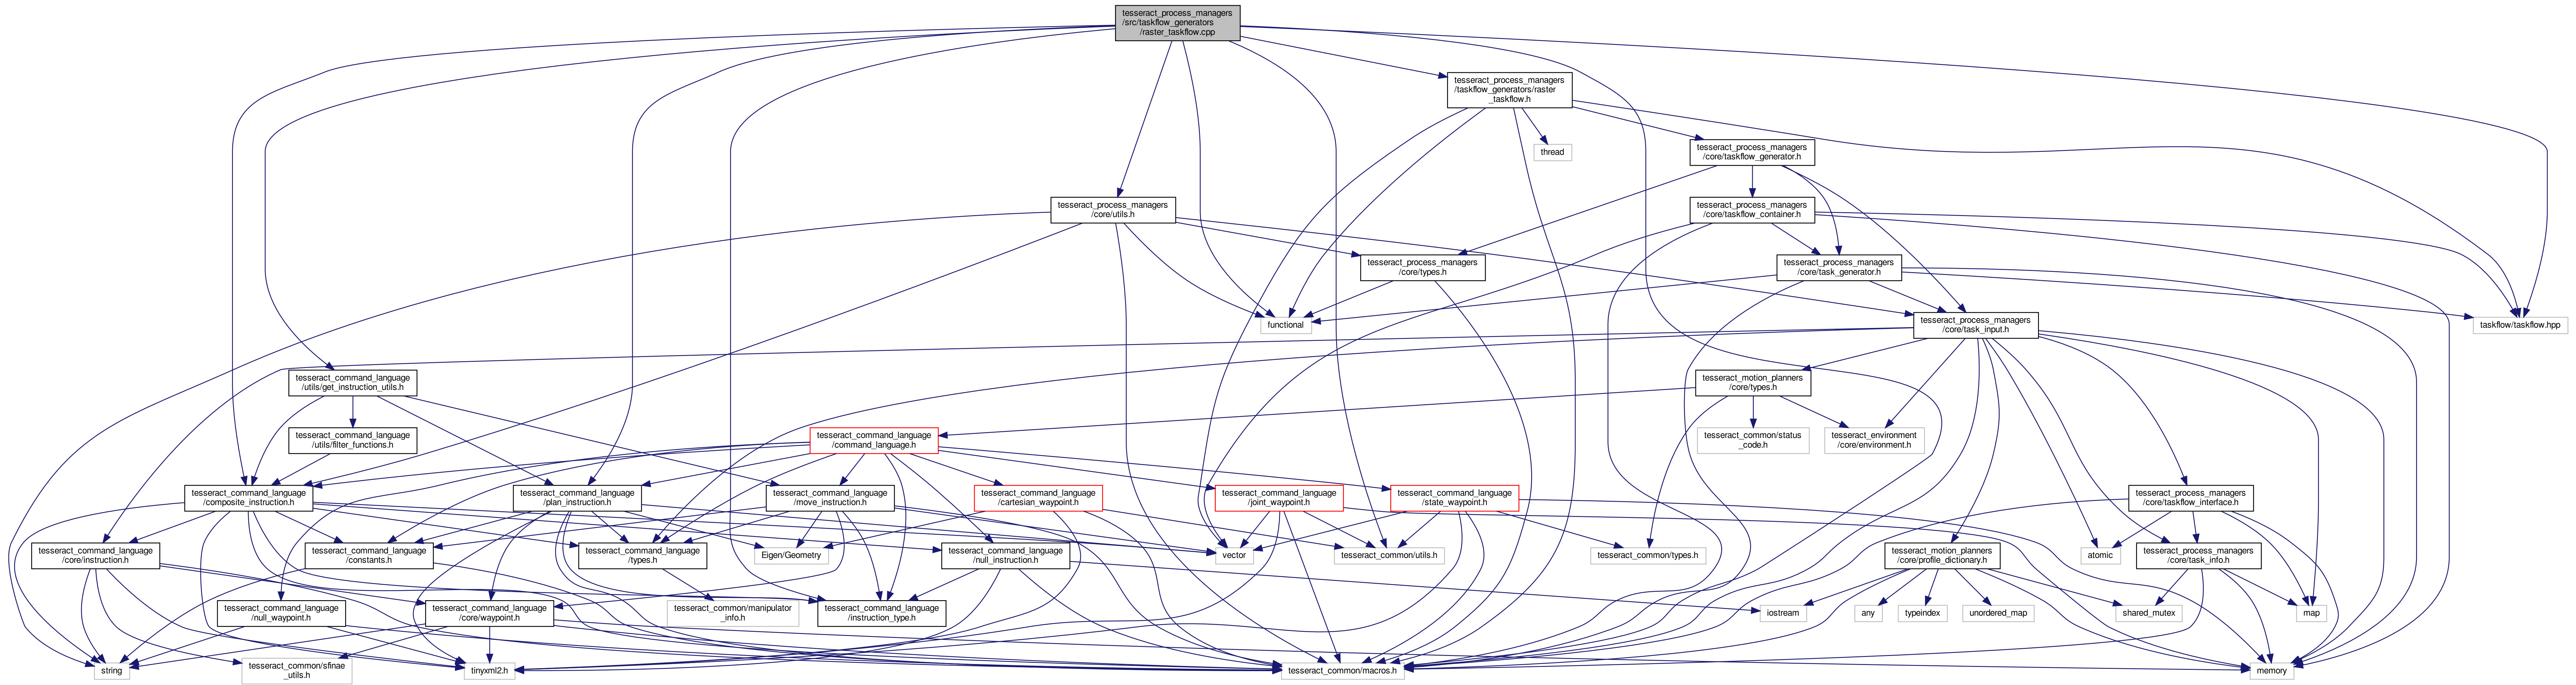 tesseract_process_managers
/src/taskflow_generators
/raster_taskflow.cpp
tesseract_process_managers
/taskflow_generators/raster
_taskflow.h
thread
tesseract_process_managers
/core/taskflow_generator.h
tesseract_process_managers
/core/utils.h
tesseract_process_managers
/core/taskflow_container.h
tesseract_process_managers
/core/types.h
tesseract_process_managers
/core/task_generator.h
functional
tesseract_process_managers
/core/task_input.h
taskflow/taskflow.hpp
tesseract_command_language
/utils/get_instruction_utils.h
tesseract_motion_planners
/core/types.h
tesseract_command_language
/utils/filter_functions.h
tesseract_command_language
/command_language.h
tesseract_common/status
_code.h
tesseract_environment
/core/environment.h
tesseract_command_language
/composite_instruction.h
tesseract_command_language
/plan_instruction.h
tesseract_command_language
/move_instruction.h
tesseract_command_language
/cartesian_waypoint.h
tesseract_command_language
/joint_waypoint.h
tesseract_command_language
/state_waypoint.h
tesseract_process_managers
/core/taskflow_interface.h
tesseract_command_language
/core/instruction.h
tesseract_command_language
/constants.h
tesseract_command_language
/types.h
Eigen/Geometry
tesseract_command_language
/null_instruction.h
vector
tesseract_common/utils.h
tesseract_common/types.h
tesseract_motion_planners
/core/profile_dictionary.h
atomic
tesseract_process_managers
/core/task_info.h
tesseract_command_language
/null_waypoint.h
tesseract_command_language
/core/waypoint.h
tesseract_common/manipulator
_info.h
tesseract_command_language
/instruction_type.h
iostream
any
typeindex
unordered_map
shared_mutex
map
string
tesseract_common/sfinae
_utils.h
tinyxml2.h
tesseract_common/macros.h
memory